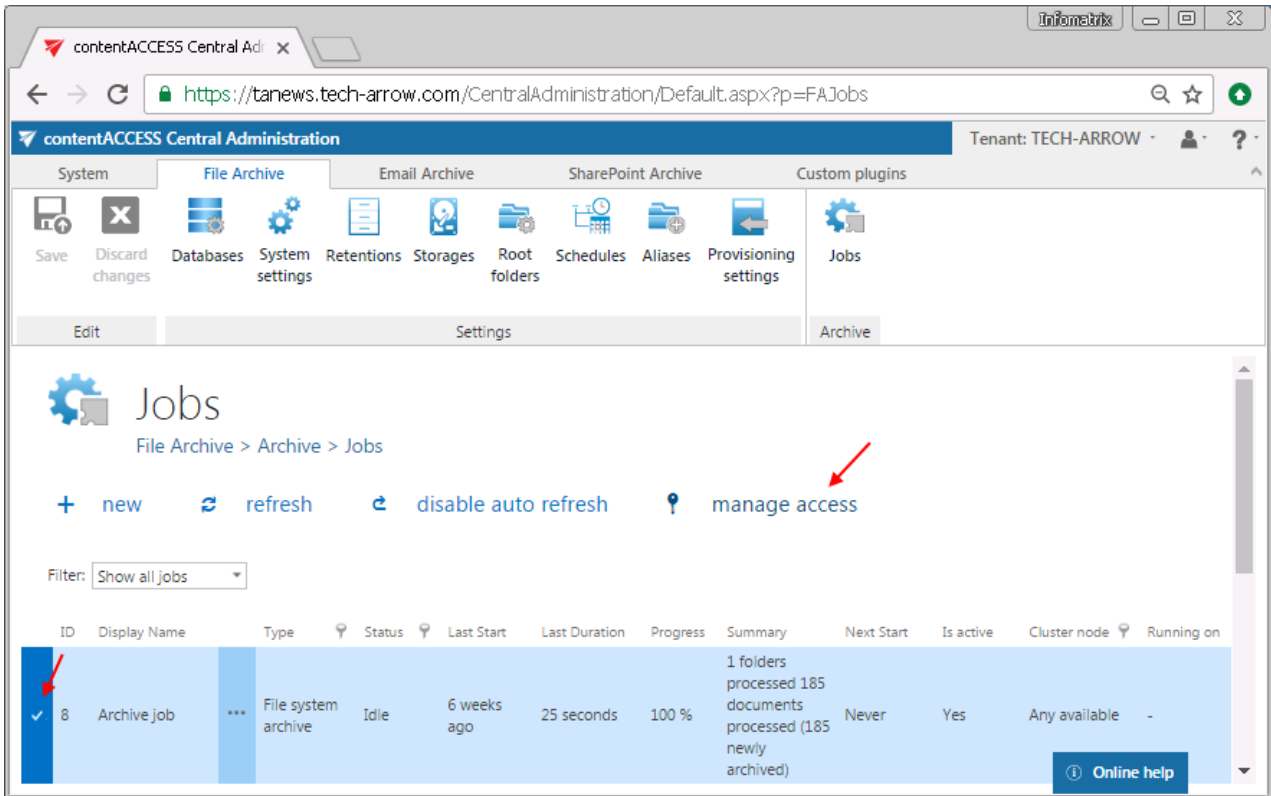 Infomatrix
contentACCESS Central Adr
https://tanews.tech-arrow.com/CentralAdministration/Default.aspx?p=FAJobs
contentACCESS Central Administration Tenant: TECH-ARROW ?
System File Archive Email Archive SharePoint Archive Custom plugins
Save Discard changes Databases System settings Retentions Storages Root folders Schedules Aliases Provisioning settings Jobs
Edit Settings Archive
Jobs
File Archive > Archive > Jobs
+ new refresh disable auto refresh manage access
Filter: Show all jobs
ID Display Name Type Status Last Start Last Duration Progress Summary Next Start Is active Cluster node Running on
8 Archive job ... File system archive Idle 6 weeks ago 25 seconds 100 % 1 folders processed 185 documents processed (185 newly archived) Never Yes Any available -
Online help